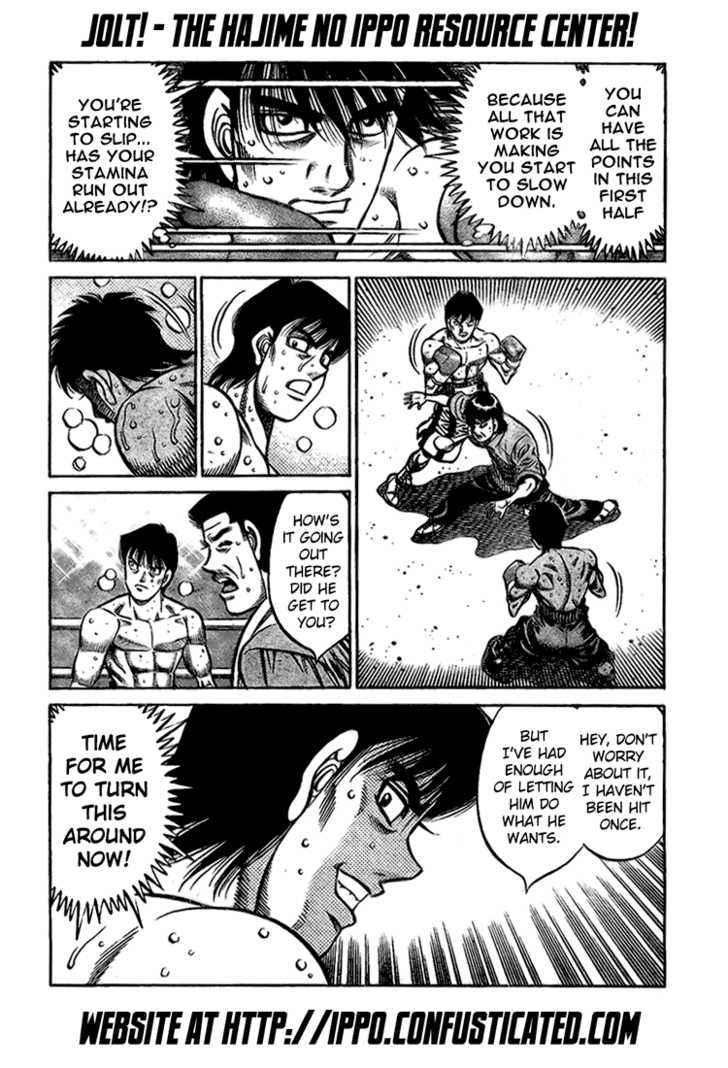 JOLT! - THE HAJIME NO IPPO RESOURCE CENTER!
YOU
CAN
HAVE
ALL THE
POINTS
IN THIS
FIRST
HALF
BECAUSE
ALL THAT
WORK IS
MAKING
YOU START
TO SLOW
DOWN.
YOU'RE
STARTING
TO SLIP...
HAS YOUR
STAMINA
RUN OUT
ALREADY!?
HOW'S
IT GOING
OUT
THERE?
DID HE
GET TO
YOU?
HEY, DON'T
WORRY
ABOUT IT,
I HAVEN'T
BEEN HIT
ONCE.
BUT
I'VE HAD
ENOUGH
OF LETTING
HIM DO
WHAT HE
WANTS.
TIME
FOR ME
TO TURN
THIS
AROUND
NOW!
WEBSITE AT HTTP://IPPO.CONFUSTICATED.COM